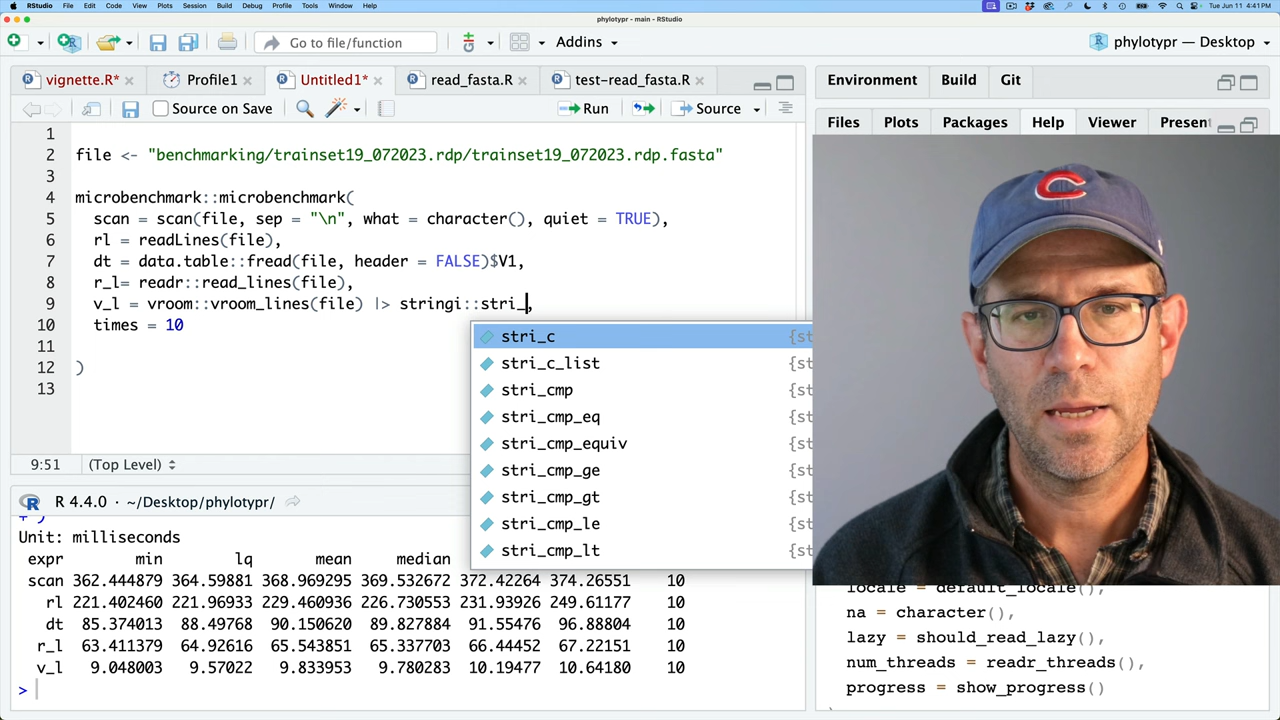 RStudio File Edit Code View Plots Session Build Debug Profile Tools Window Help
Tue Jun 11 4:41 PM
phylotypr - main - RStudio
Go to file/function
Addins
phylotypr — Desktop
vignette.R*
Profile1
Untitled1*
read_fasta.R
test-read_fasta.R
Environment
Build
Git
Source on Save
Run
Source
Files
Plots
Packages
Help
Viewer
1
2 file <- "benchmarking/trainset19_072023.rdp/trainset19_072023.rdp.fasta"
3
4 microbenchmark::microbenchmark(
5 scan = scan(file, sep = "\n", what = character(), quiet = TRUE),
6 rl = readLines(file),
7 dt = data.table::fread(file, header = FALSE)$V1,
8 r_l= readr::read_lines(file),
9 v_l = vroom::vroom_lines(file) |> stringi::stri_,
10 times = 10
11
12 )
13
stri_c
stri_c_list
stri_cmp
stri_cmp_eq
stri_cmp_equiv
stri_cmp_ge
stri_cmp_gt
stri_cmp_le
stri_cmp_lt
9:51 (Top Level)
R 4.4.0 · ~/Desktop/phylotypr/
Unit: milliseconds
expr min lq mean median
scan 362.444879 364.59881 368.969295 369.532672 372.42264 374.26551 10
rl 221.402460 221.96933 229.460936 226.730553 231.93926 249.61177 10
dt 85.374013 88.49768 90.150620 89.827884 91.55476 96.88804 10
r_l 63.411379 64.92616 65.543851 65.337703 66.44452 67.22151 10
v_l 9.048003 9.57022 9.833953 9.780283 10.19477 10.64180 10
>
locale = default_locale(),
na = character(),
lazy = should_read_lazy(),
num_threads = readr_threads(),
progress = show_progress()